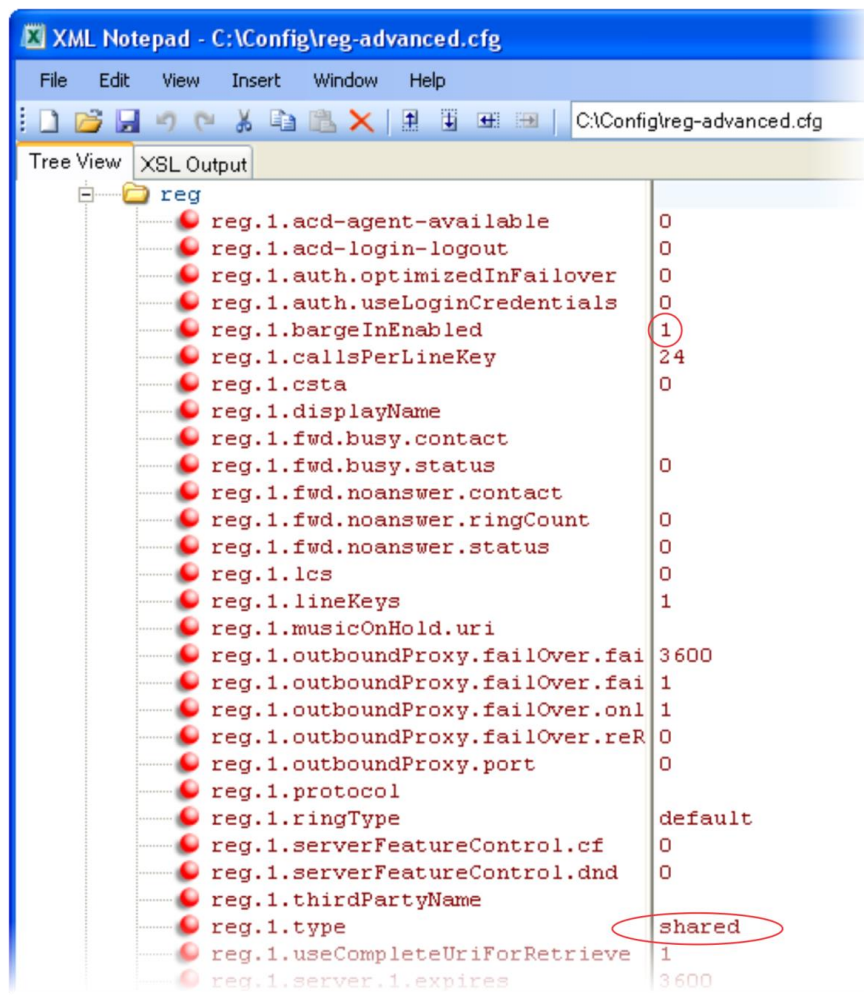 XML Notepad - C:\Config\reg-advanced.cfg
File Edit View Insert Window Help
C:\Config\reg-advanced.cfg
Tree View XSL Output
reg
reg.1.acd-agent-available 0
reg.1.acd-login-logout 0
reg.1.auth.optimizedInFailover 0
reg.1.auth.useLoginCredentials 0
reg.1.bargeInEnabled 1
reg.1.callsPerLineKey 24
reg.1.csta 0
reg.1.displayName
reg.1.fwd.busy.contact
reg.1.fwd.busy.status 0
reg.1.fwd.noanswer.contact
reg.1.fwd.noanswer.ringCount 0
reg.1.fwd.noanswer.status 0
reg.1.lcs 0
reg.1.lineKeys 1
reg.1.musicOnHold.uri
reg.1.outboundProxy.failOver.fai 3600
reg.1.outboundProxy.failOver.fai 1
reg.1.outboundProxy.failOver.onl 1
reg.1.outboundProxy.failOver.reR 0
reg.1.outboundProxy.port 0
reg.1.protocol
reg.1.ringType default
reg.1.serverFeatureControl.cf 0
reg.1.serverFeatureControl.dnd 0
reg.1.thirdPartyName
reg.1.type shared
reg.1.useCompleteUriForRetrieve 1
reg.1.server.1.expires 3600